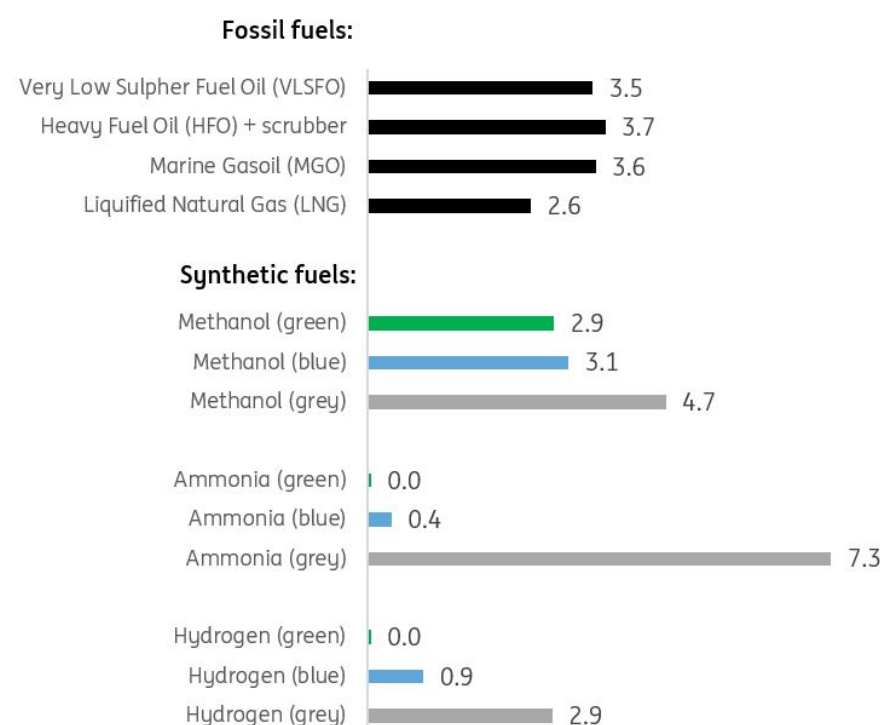 Fossil fuels:
Very Low Sulpher Fuel Oil (VLSFO) 3.5
Heavy Fuel Oil (HFO) + scrubber 3.7
Marine Gasoil (MGO) 3.6
Liquified Natural Gas (LNG) 2.6
Synthetic fuels:
Methanol (green) 2.9
Methanol (blue) 3.1
Methanol (grey) 4.7
Ammonia (green) 0.0
Ammonia (blue) 0.4
Ammonia (grey) 7.3
Hydrogen (green) 0.0
Hydrogen (blue) 0.9
Hydrogen (grey) 2.9